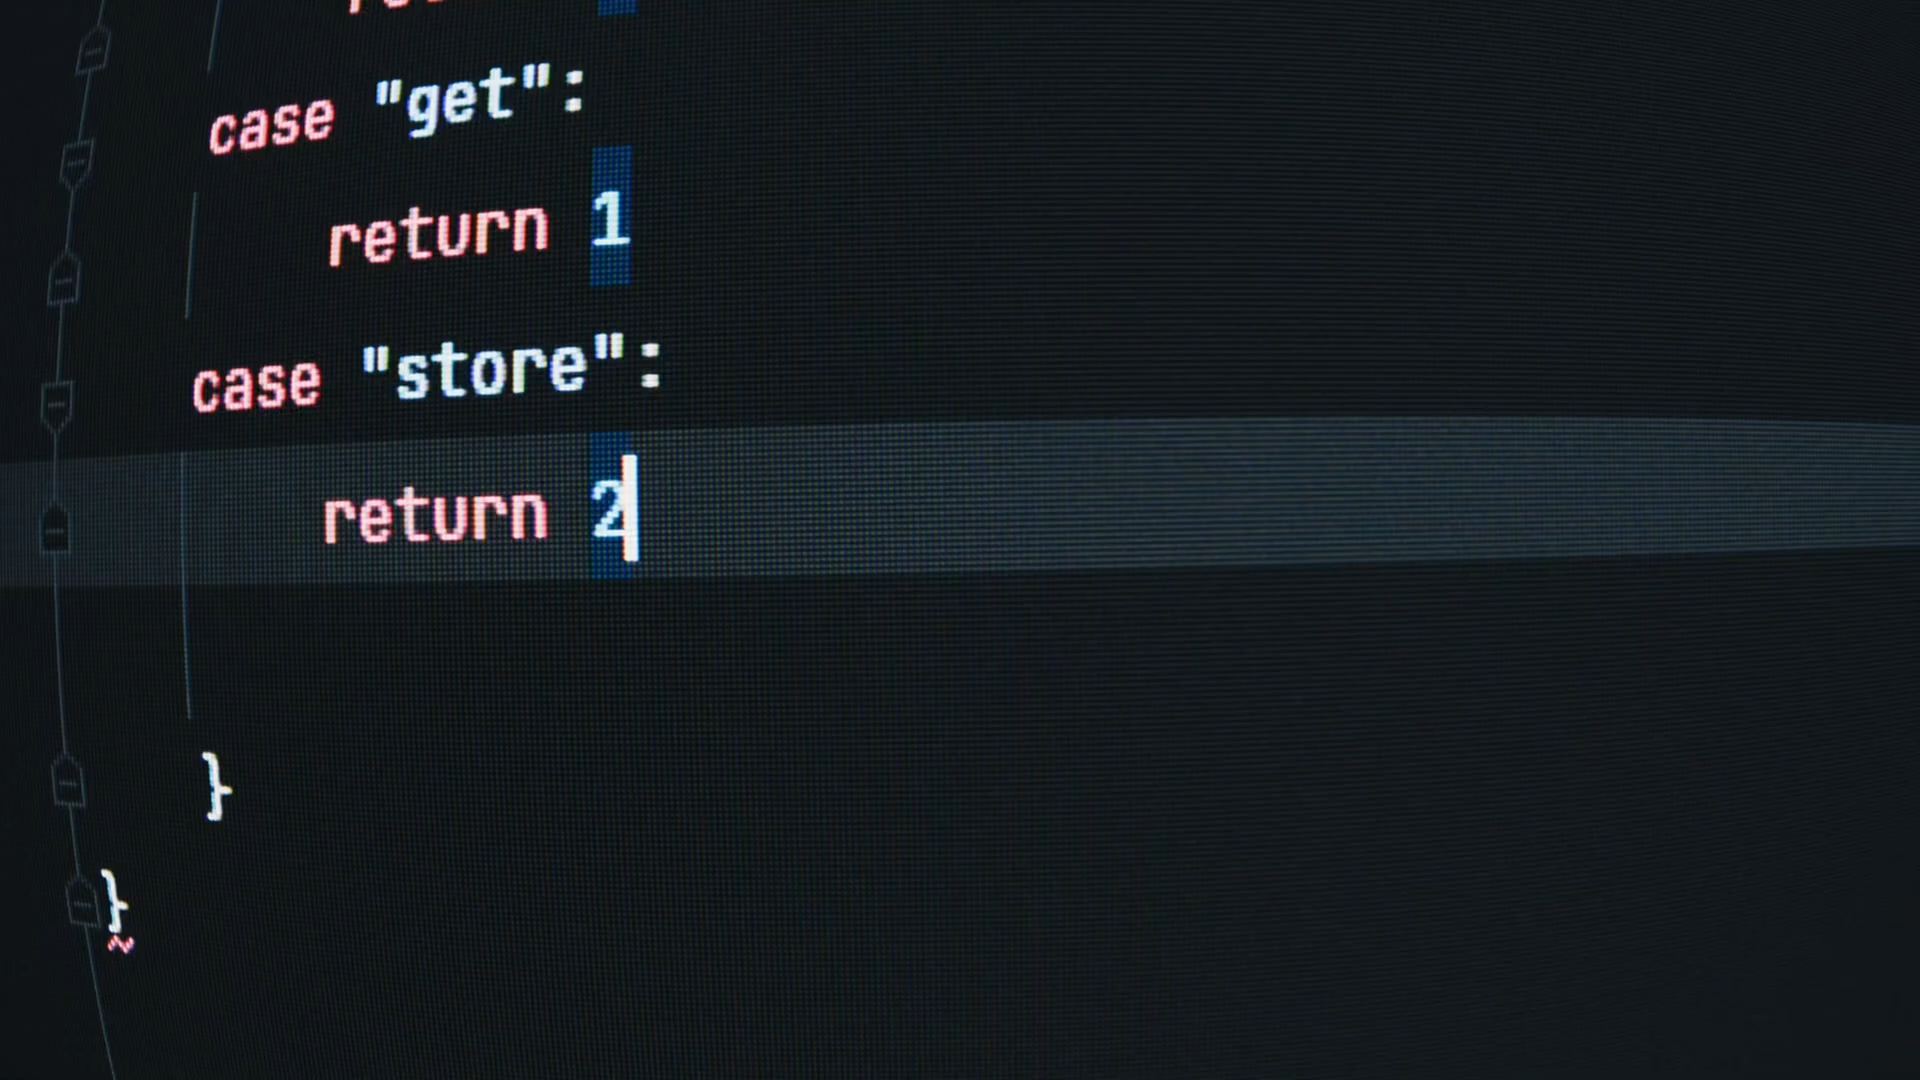 case "get":
return 1
case "store":
return 2
}
}